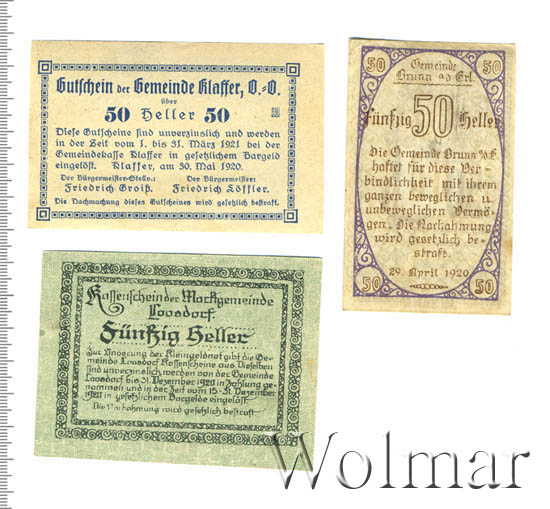 Gutschein der Gemeinde Klaffer, O.-O.
über
50 Heller 50
Diese Gutscheine sind unverzinslich und werden
in der Zeit vom 1. bis 31. März 1921 bei der
Gemeindekasse Klaffer in gesetzlichem Bargeld
eingelöst. Klaffer, am 30. Mai 1920.
Der Bürgermeister-Stellv.: Der Bürgermeister:
Friedrich Groiß. Friedrich Köffler.
Die Nachmachung dieses Gutscheines wird gesetzlich bestraft.
50 Gemeinde 50
Brunn a/d Erl.
Fünfzig 50 Heller
Die Gemeinde Brunn a/d E.
haftet für diese Ver-
bindlichkeit mit ihrem
ganzen beweglichen u.
unbeweglichen Vermö-
gen. Die Nachahmung
wird gesetzlich be-
straft.
29. April 1920
50 50
Kassenschein der Marktgemeinde
Loosdorf.
Fünfzig Heller
Zur Linderung der Kleingeldnot gibt die Ge-
meinde Loosdorf Kassenscheine aus Dieselben
sind unverzinslich werden von der Gemeinde
Loosdorf bis 31. Dezember 1920 in Zahlung ge-
nommen und in der Zeit vom 15-31. Dezember
1920 in gesetzlichem Bargelde eingelöst.
Die Nachahmung wird gesetzlich bestraft
Wolmar